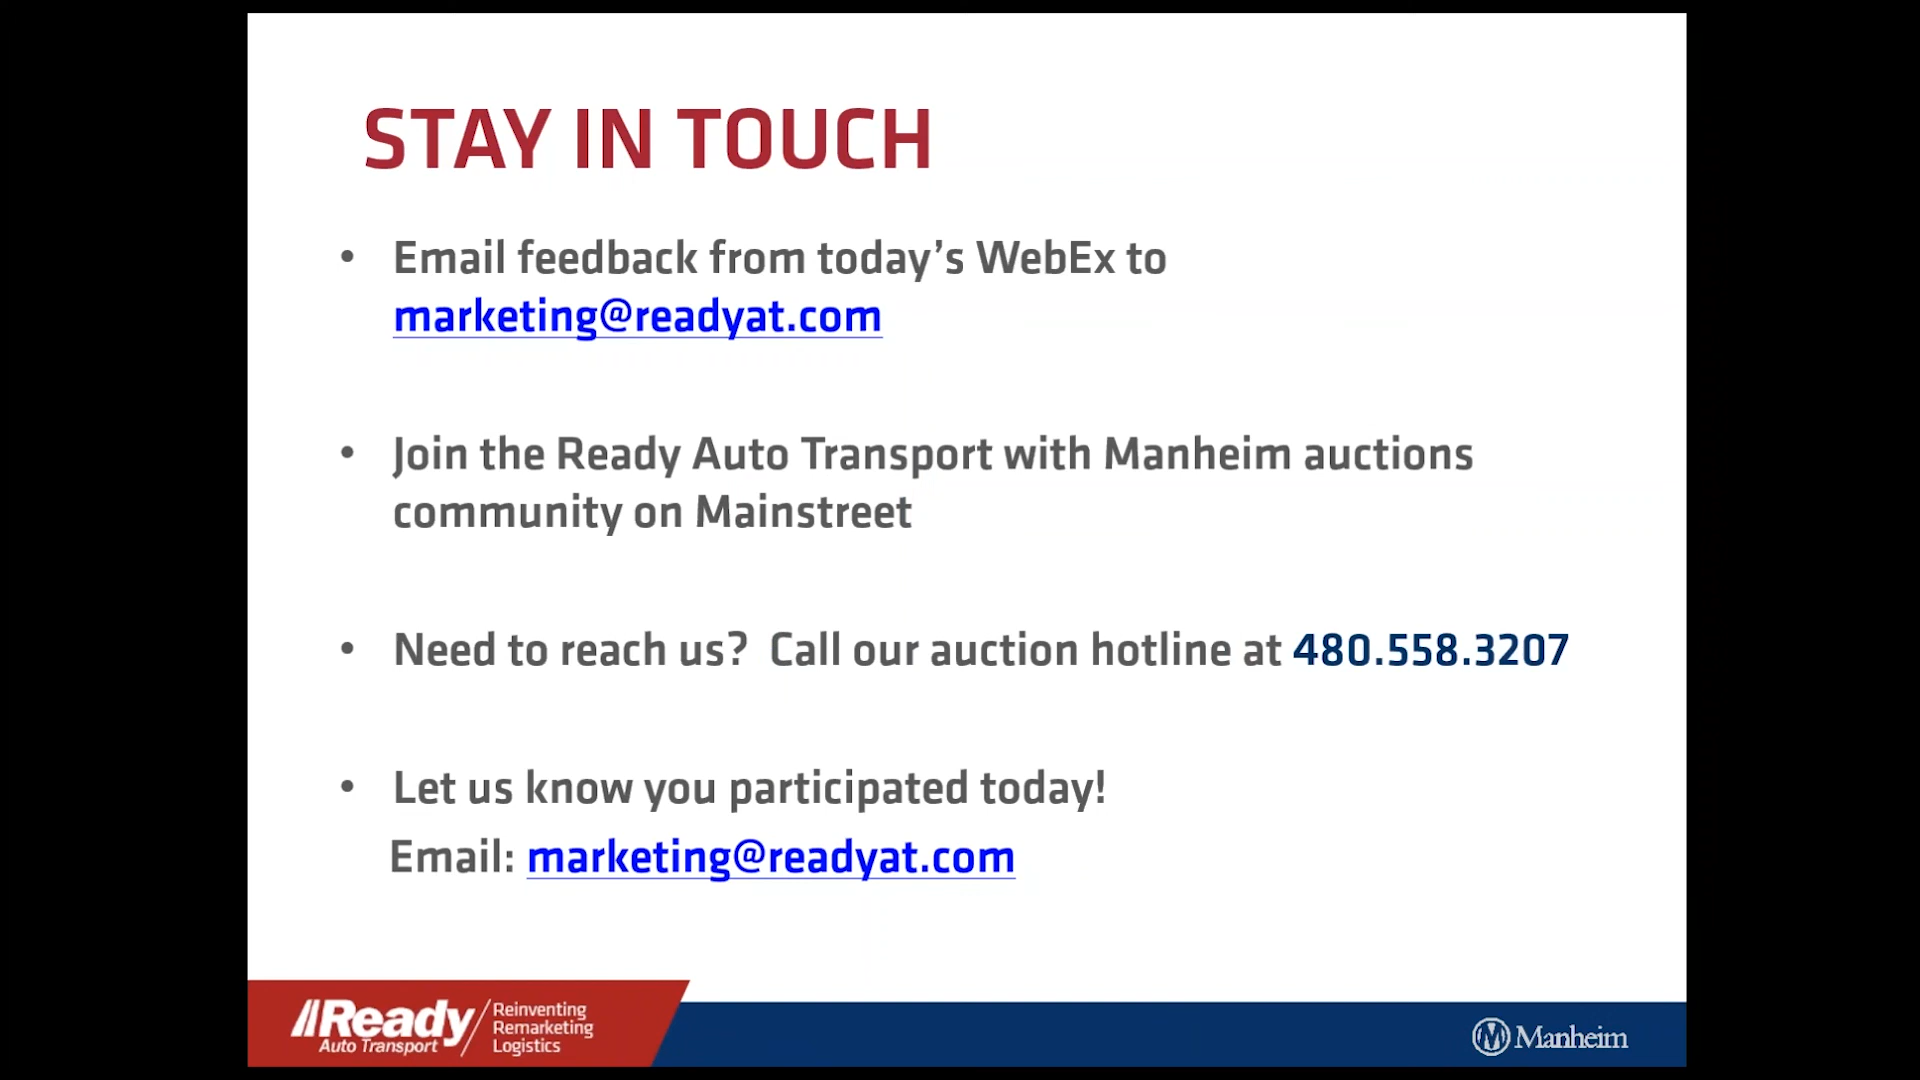 STAY IN TOUCH
• Email feedback from today’s WebEx to
marketing@readyat.com
• Join the Ready Auto Transport with Manheim auctions
community on Mainstreet
• Need to reach us?  Call our auction hotline at 480.558.3207
• Let us know you participated today!
Email: marketing@readyat.com
Ready
Auto Transport
Reinventing
Remarketing
Logistics
Manheim